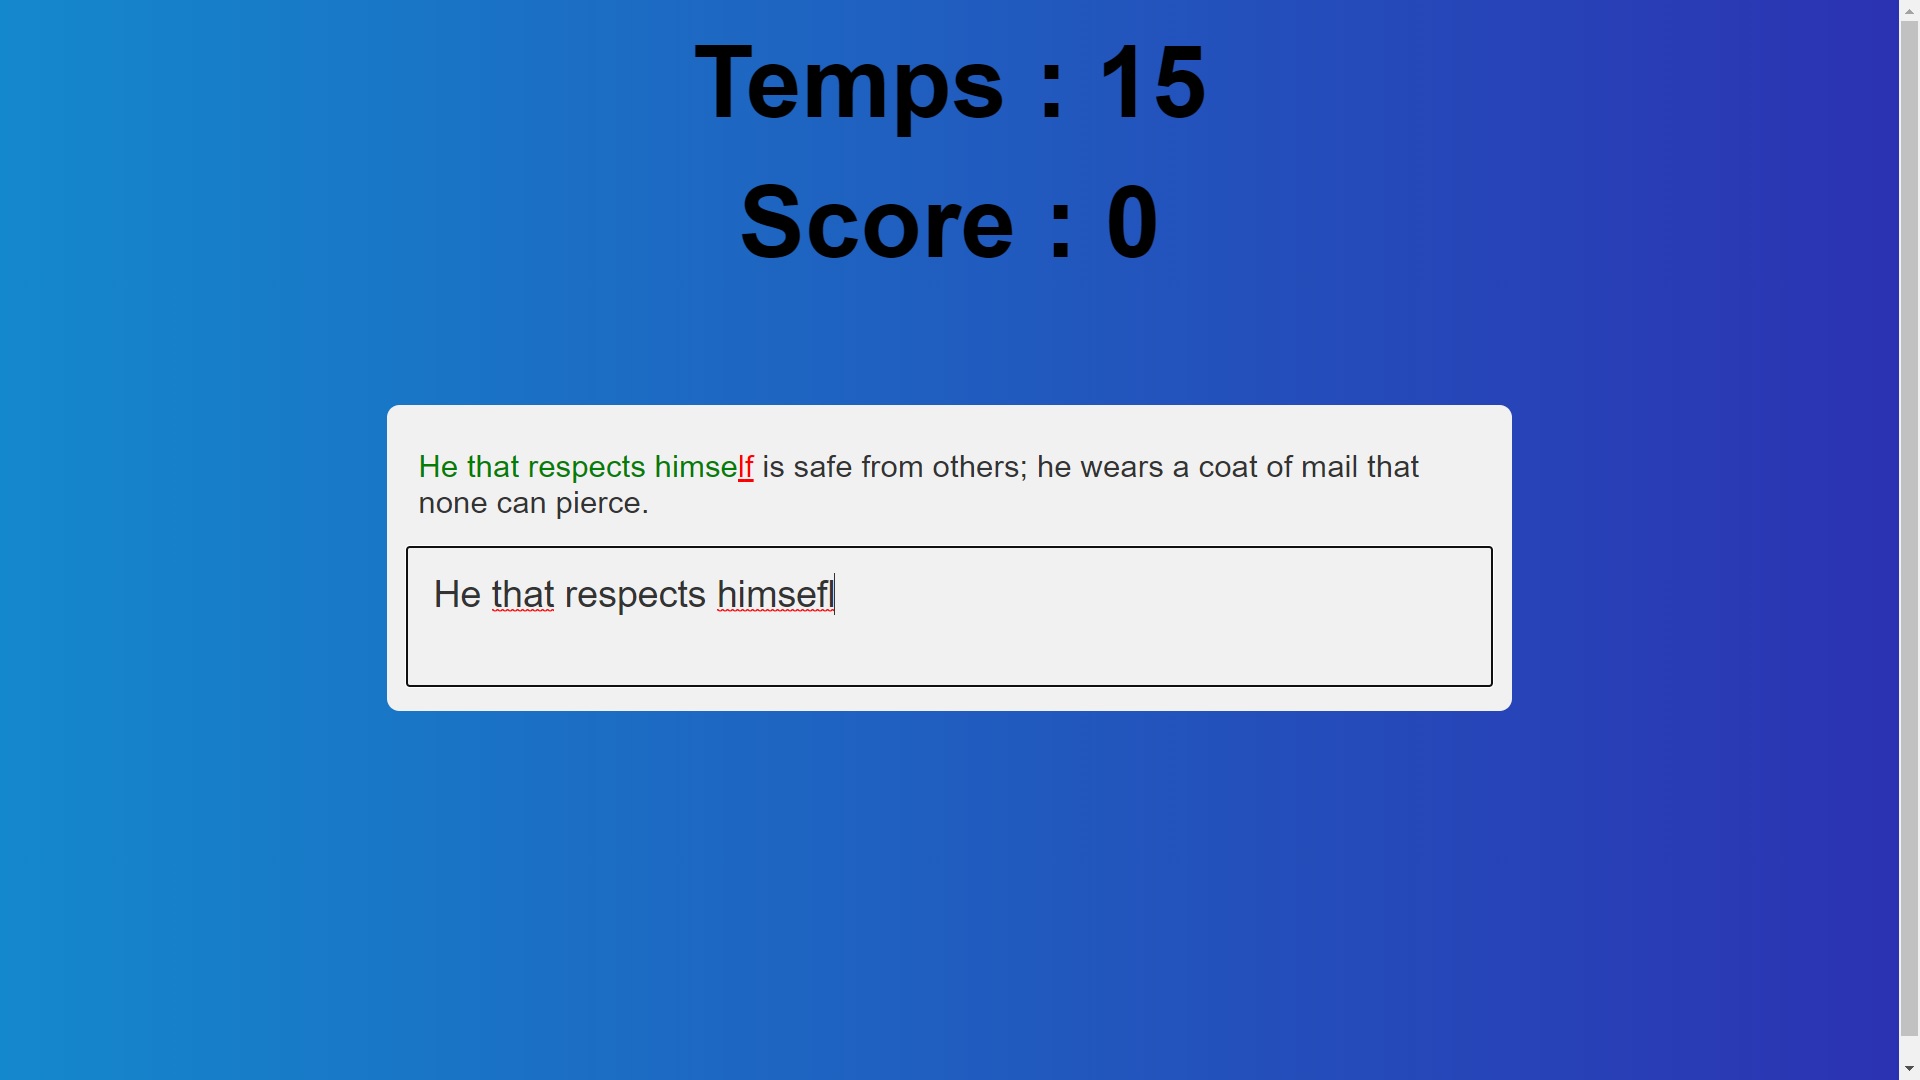 Temps : 15
Score : 0
He that respects himself is safe from others; he wears a coat of mail that
none can pierce.
He that respects himsefl